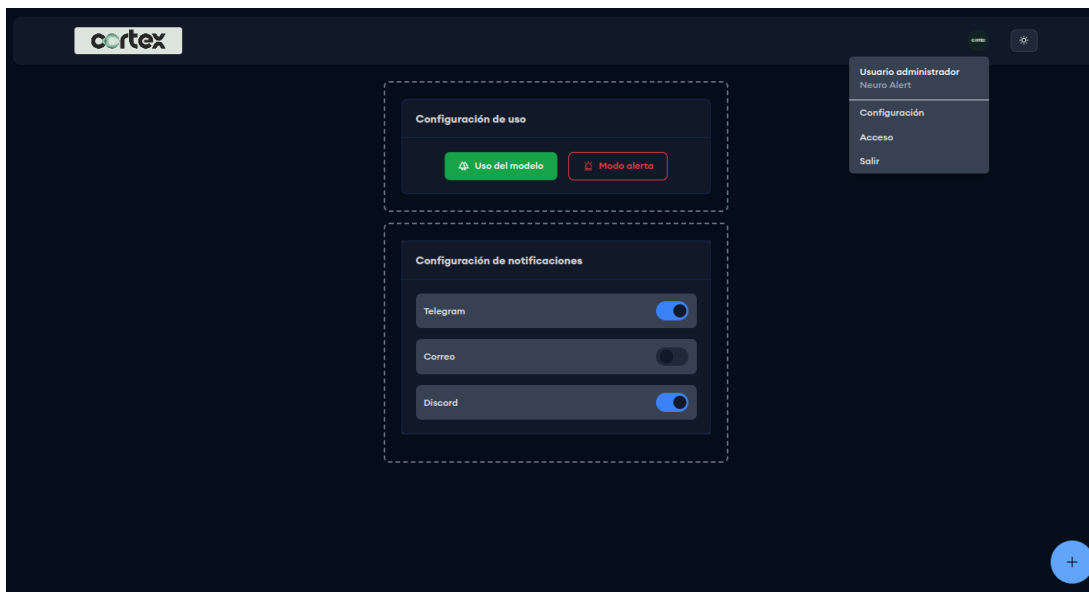 cortex
CORTEX
Usuario administrador
Neuro Alert
Configuración
Acceso
Salir
Configuración de uso
Uso del modelo
Modo alerta
Configuración de notificaciones
Telegram
Correo
Discord